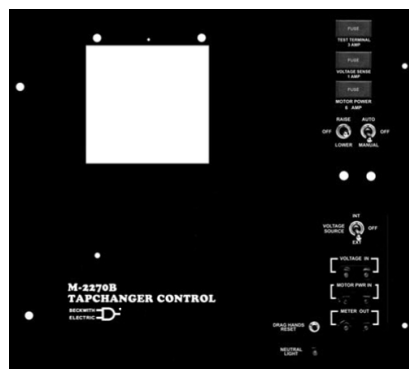 FUSE
TEST TERMINAL
3 AMP
FUSE
VOLTAGE SENSE
1 AMP
FUSE
MOTOR POWER
6 AMP
RAISE AUTO
OFF OFF
LOWER MANUAL
INT
VOLTAGE
SOURCE
OFF
EXT
VOLTAGE IN
MOTOR PWR IN
METER OUT
M-2270B
TAPCHANGER CONTROL
BECKWITH
ELECTRIC
DRAG HANDS
RESET
NEUTRAL
LIGHT